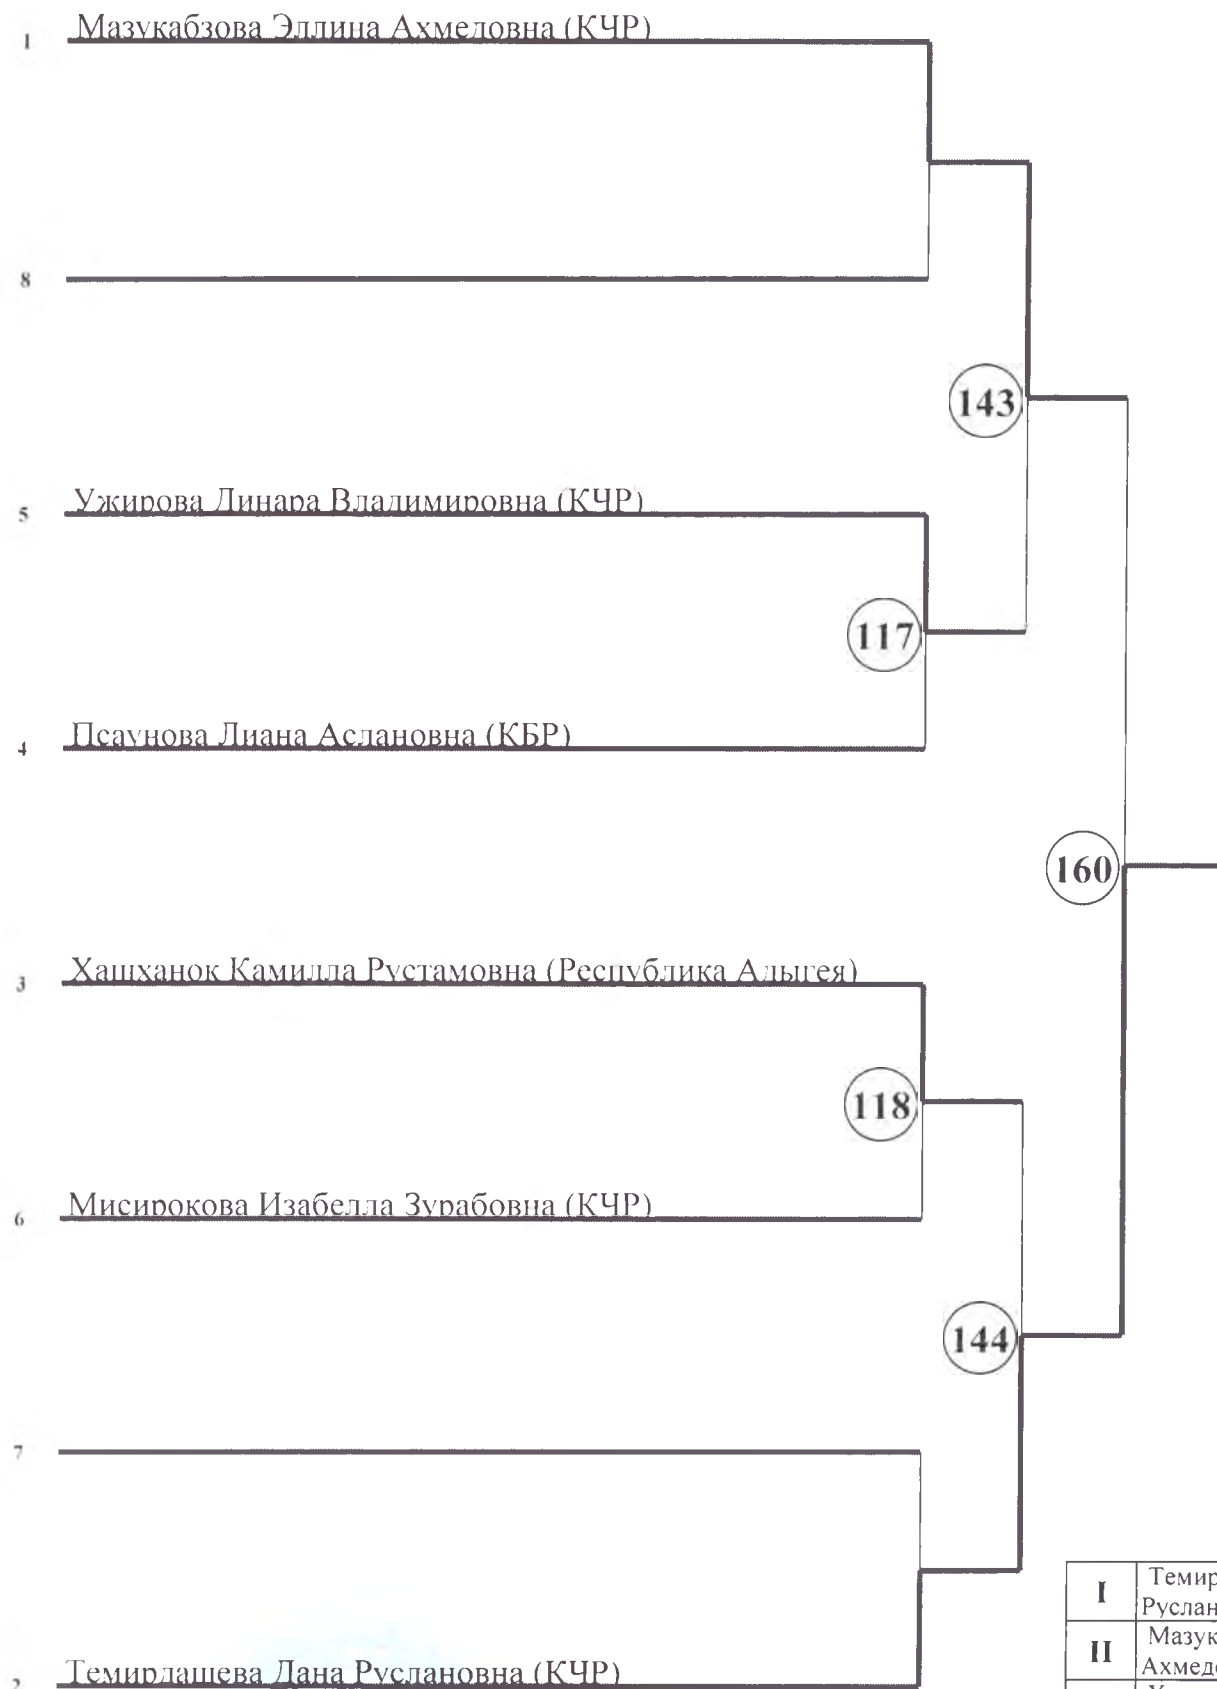 1 Мазукабзова Эллина Ахмедовна (КЧР)
8
143
5 Ужирова Динара Владимировна (КЧР)
117
4 Псаунова Лиана Аслановна (КБР)
160
3 Хашханок Камилла Рустамовна (Республика Адыгея)
118
6 Мисирокова Изабелла Зурабовна (КЧР)
144
7
I Темир
Руслан
II Мазук
Ахмед
2 Темирдашева Дана Руслановна (КЧР)